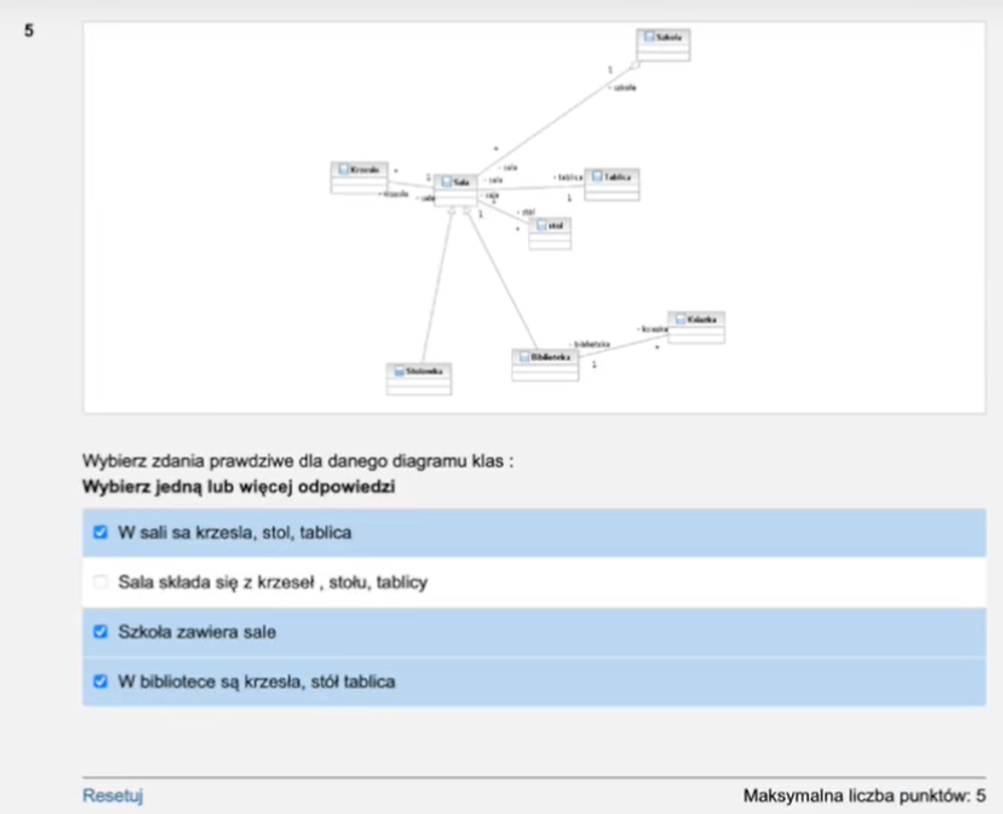 5
Szkola
1
- szkola
*
- sala
Krzeslo
*
1
Sala
- sala
- tablica
Tablica
- krzeslo
- sala
- sala
1
1
- stol
*
stol
Ksiazka
- ksiazka
*
- biblioteka
Biblioteka
1
Stolowka
Wybierz zdania prawdziwe dla danego diagramu klas :
Wybierz jedną lub więcej odpowiedzi
W sali sa krzesla, stol, tablica
Sala składa się z krzeseł , stołu, tablicy
Szkoła zawiera sale
W bibliotece są krzesła, stół tablica
Resetuj
Maksymalna liczba punktów: 5